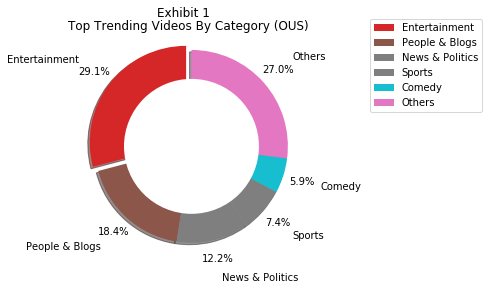 Exhibit 1
Top Trending Videos By Category (OUS)
Entertainment
29.1%
People & Blogs
18.4%
News & Politics
12.2%
Sports
7.4%
Comedy
5.9%
Others
27.0%
Entertainment
People & Blogs
News & Politics
Sports
Comedy
Others